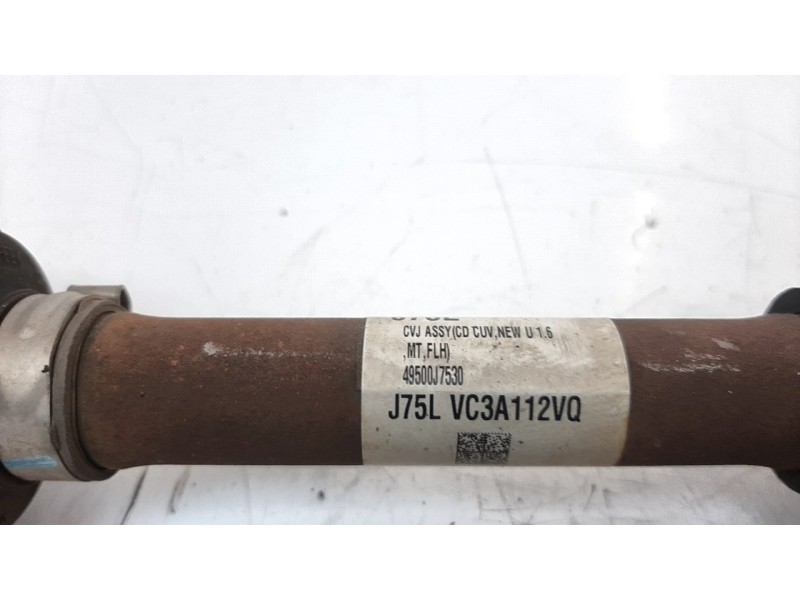 CVJ ASSY(CD CUV,NEW U 1.6
,MT,FLH)
49500J7530
J75L VC3A112VQ